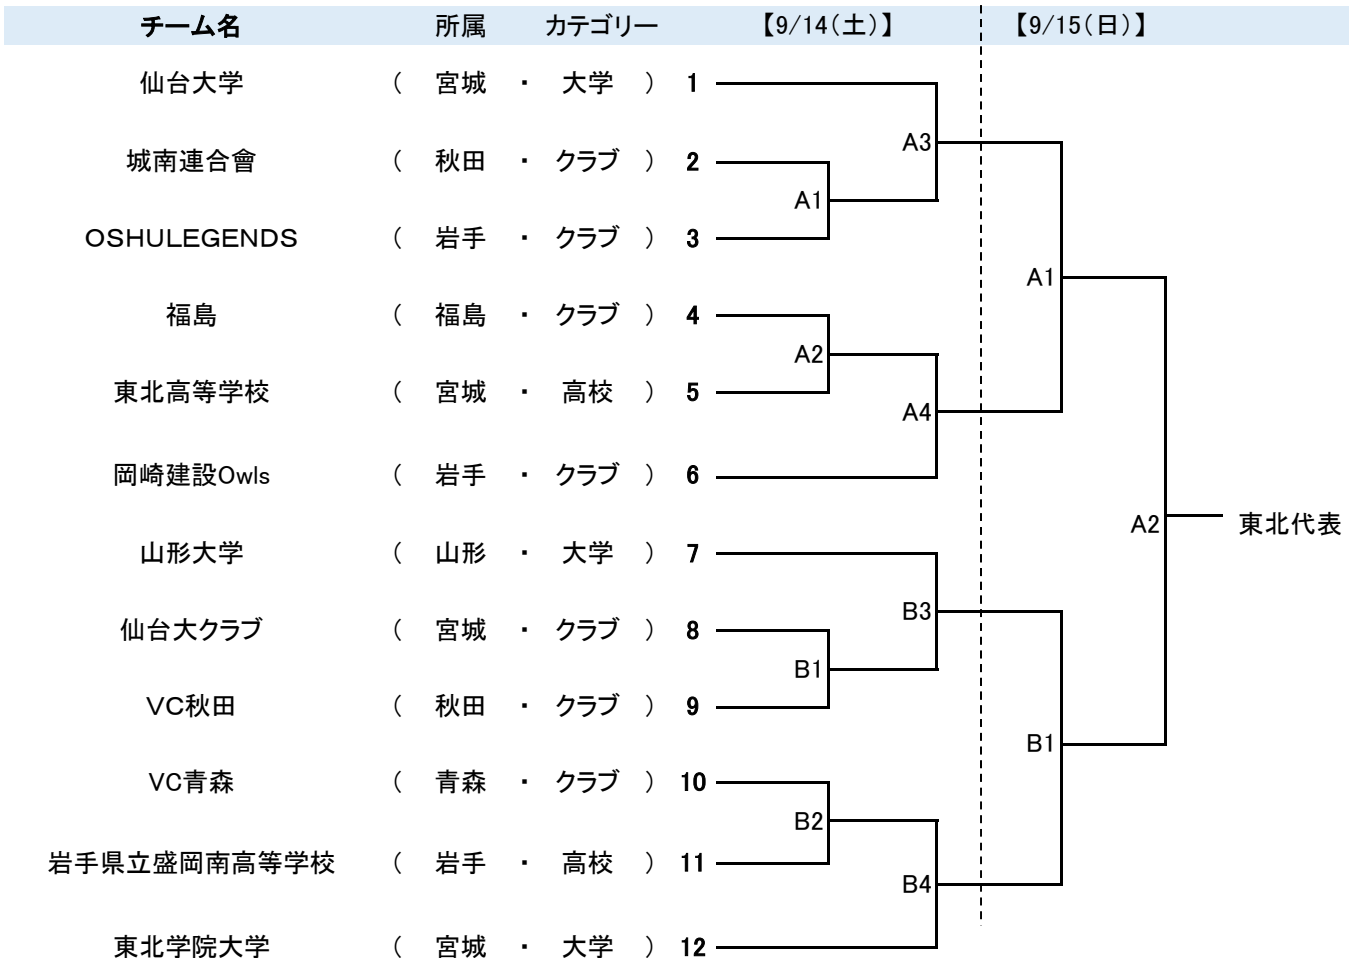 チーム名 所属 カテゴリー 【9/14(土)】 【9/15(日)】
仙台大学 ( 宮城 ・ 大学 ) 1
A3
城南連合會 ( 秋田 ・ クラブ ) 2
A1
OSHULEGENDS ( 岩手 ・ クラブ ) 3
A1
福島 ( 福島 ・ クラブ ) 4
A2
東北高等学校 ( 宮城 ・ 高校 ) 5
A4
岡崎建設Owls ( 岩手 ・ クラブ ) 6
A2 東北代表
山形大学 ( 山形 ・ 大学 ) 7
B3
仙台大クラブ ( 宮城 ・ クラブ ) 8
B1
VC秋田 ( 秋田 ・ クラブ ) 9
B1
VC青森 ( 青森 ・ クラブ ) 10
B2
岩手県立盛岡南高等学校 ( 岩手 ・ 高校 ) 11
B4
東北学院大学 ( 宮城 ・ 大学 ) 12